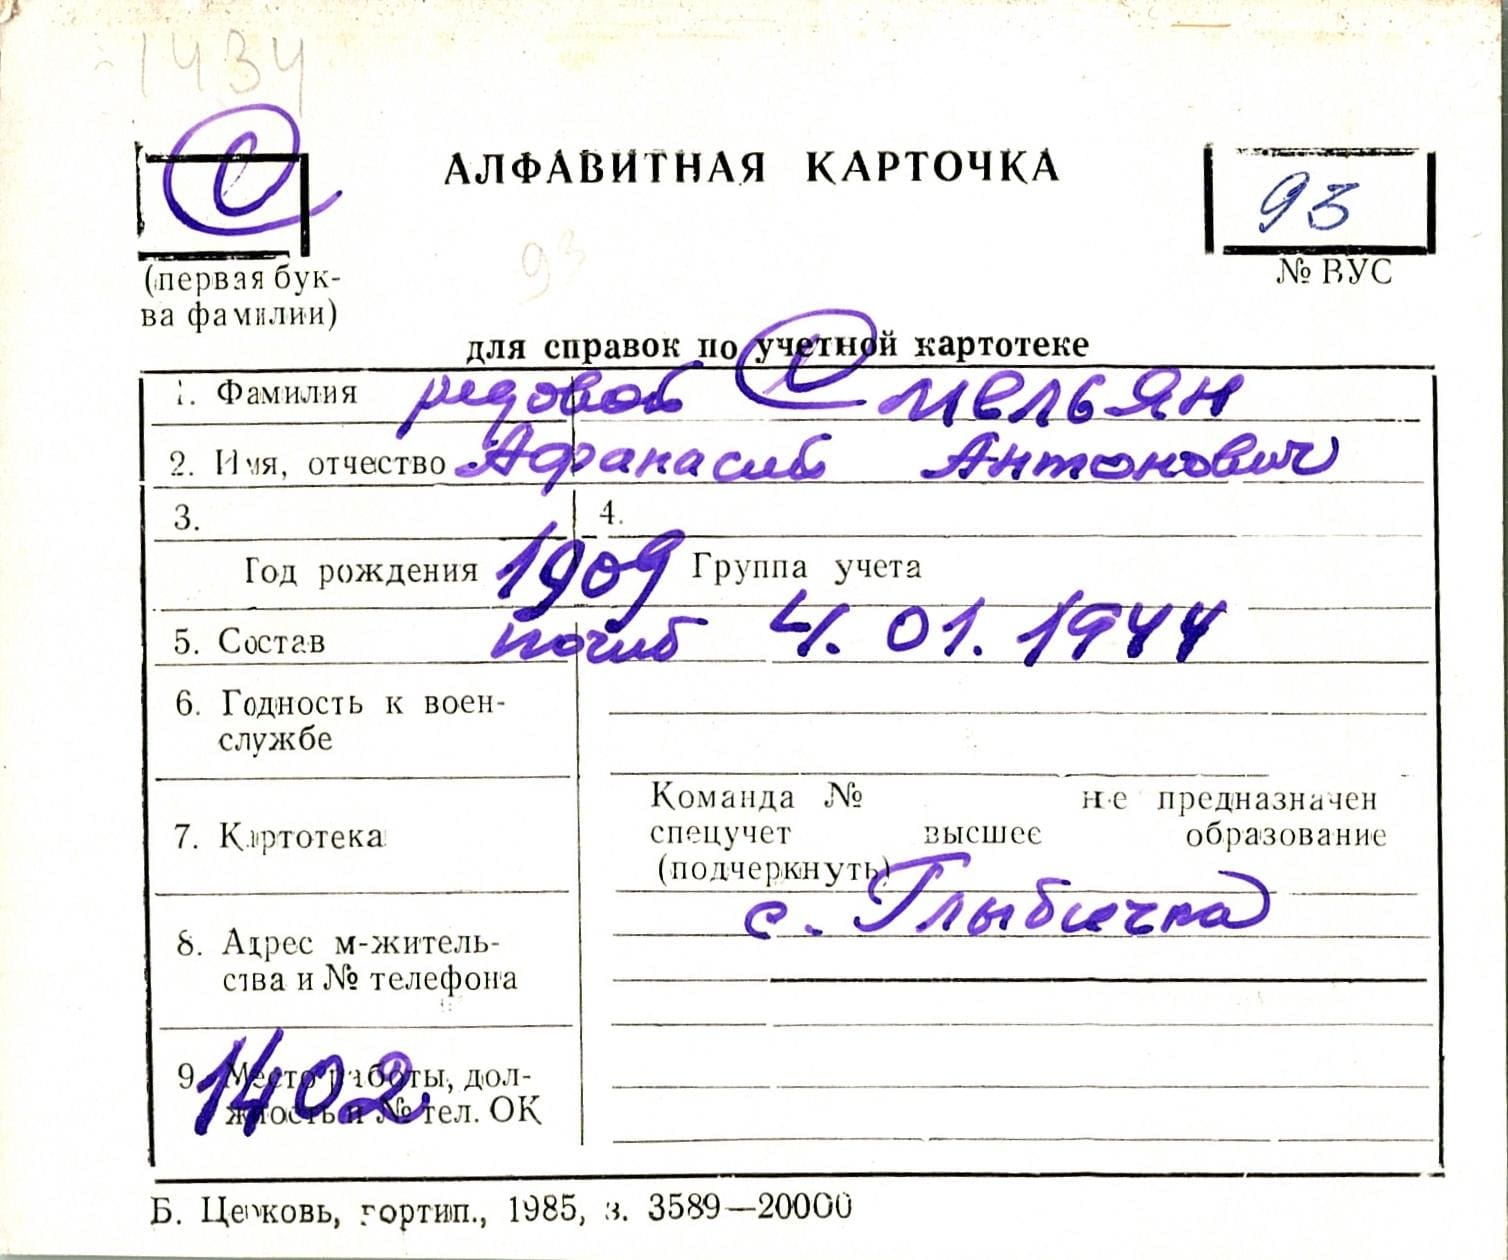 1434
С
АЛФАВИТНАЯ КАРТОЧКА
93
(первая бук-
ва фамилии)
№ ВУС
93
для справок по учетной картотеке
1. Фамилия рядовой Смельян
2. Имя, отчество Афанасий Антонович
3.
4.
Год рождения 1909 Группа учета
5. Состав погиб 4.01.1944
6. Годность к воен-
службе
7. Картотека
Команда № не предназначен
спецучет высшее образование
(подчеркнуть)
с. Глыбичка
8. Адрес м-житель-
ства и № телефона
1402
9. Место работы, дол-
жность и № тел. ОК
Б. Церковь, гортип., 1985, з. 3589—20000